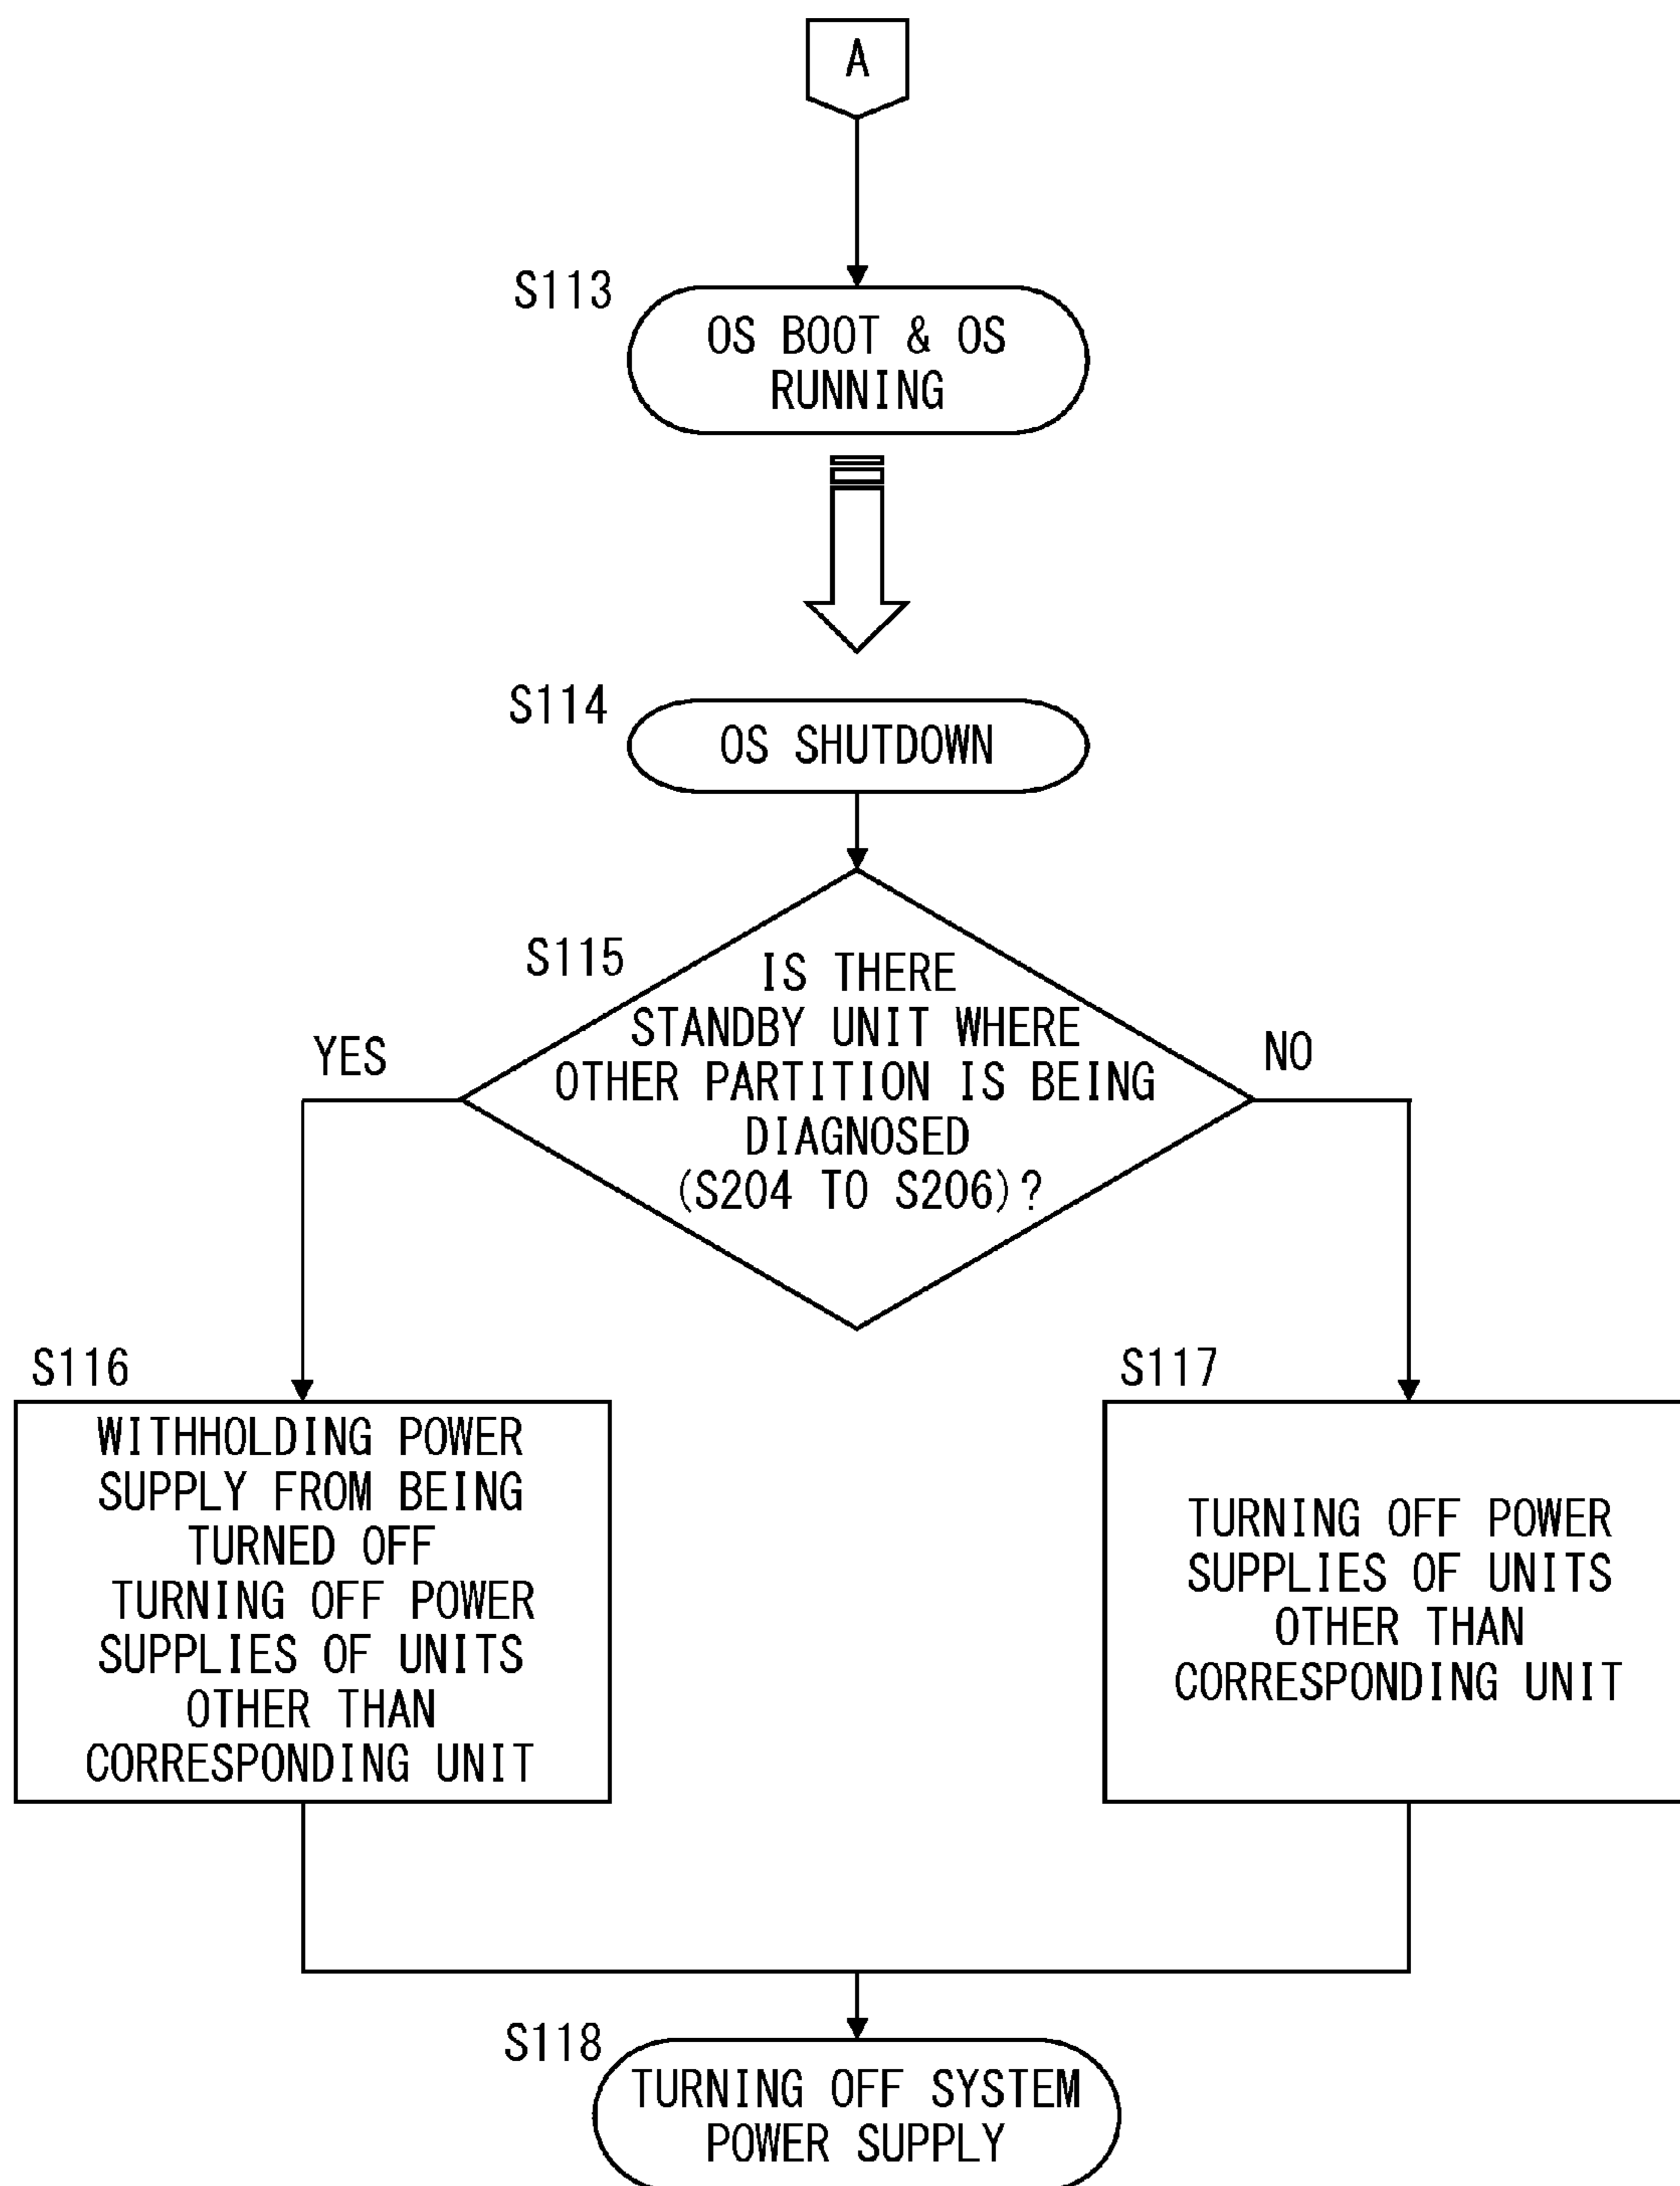 A
S113
OS BOOT & OS
RUNNING
S114
OS SHUTDOWN
S115
IS THERE
STANDBY UNIT WHERE
OTHER PARTITION IS BEING
DIAGNOSED
(S204 TO S206)?
YES
NO
S116
WITHHOLDING POWER
SUPPLY FROM BEING
TURNED OFF
TURNING OFF POWER
SUPPLIES OF UNITS
OTHER THAN
CORRESPONDING UNIT
S117
TURNING OFF POWER
SUPPLIES OF UNITS
OTHER THAN
CORRESPONDING UNIT
S118
TURNING OFF SYSTEM
POWER SUPPLY